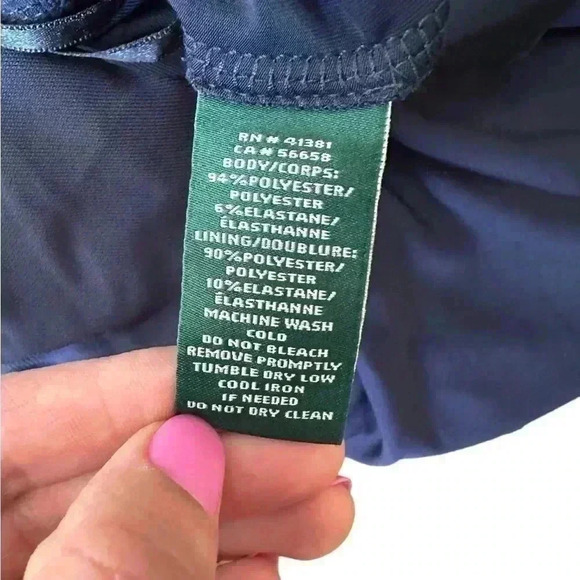 RN # 41381
CA # 56658
BODY/CORPS:
94%POLYESTER/
POLYESTER
6%ELASTANE/
ÉLASTHANNE
LINING/DOUBLURE:
90%POLYESTER/
POLYESTER
10%ELASTANE/
ÉLASTHANNE
MACHINE WASH
COLD
DO NOT BLEACH
REMOVE PROMPTLY
TUMBLE DRY LOW
COOL IRON
IF NEEDED
DO NOT DRY CLEAN